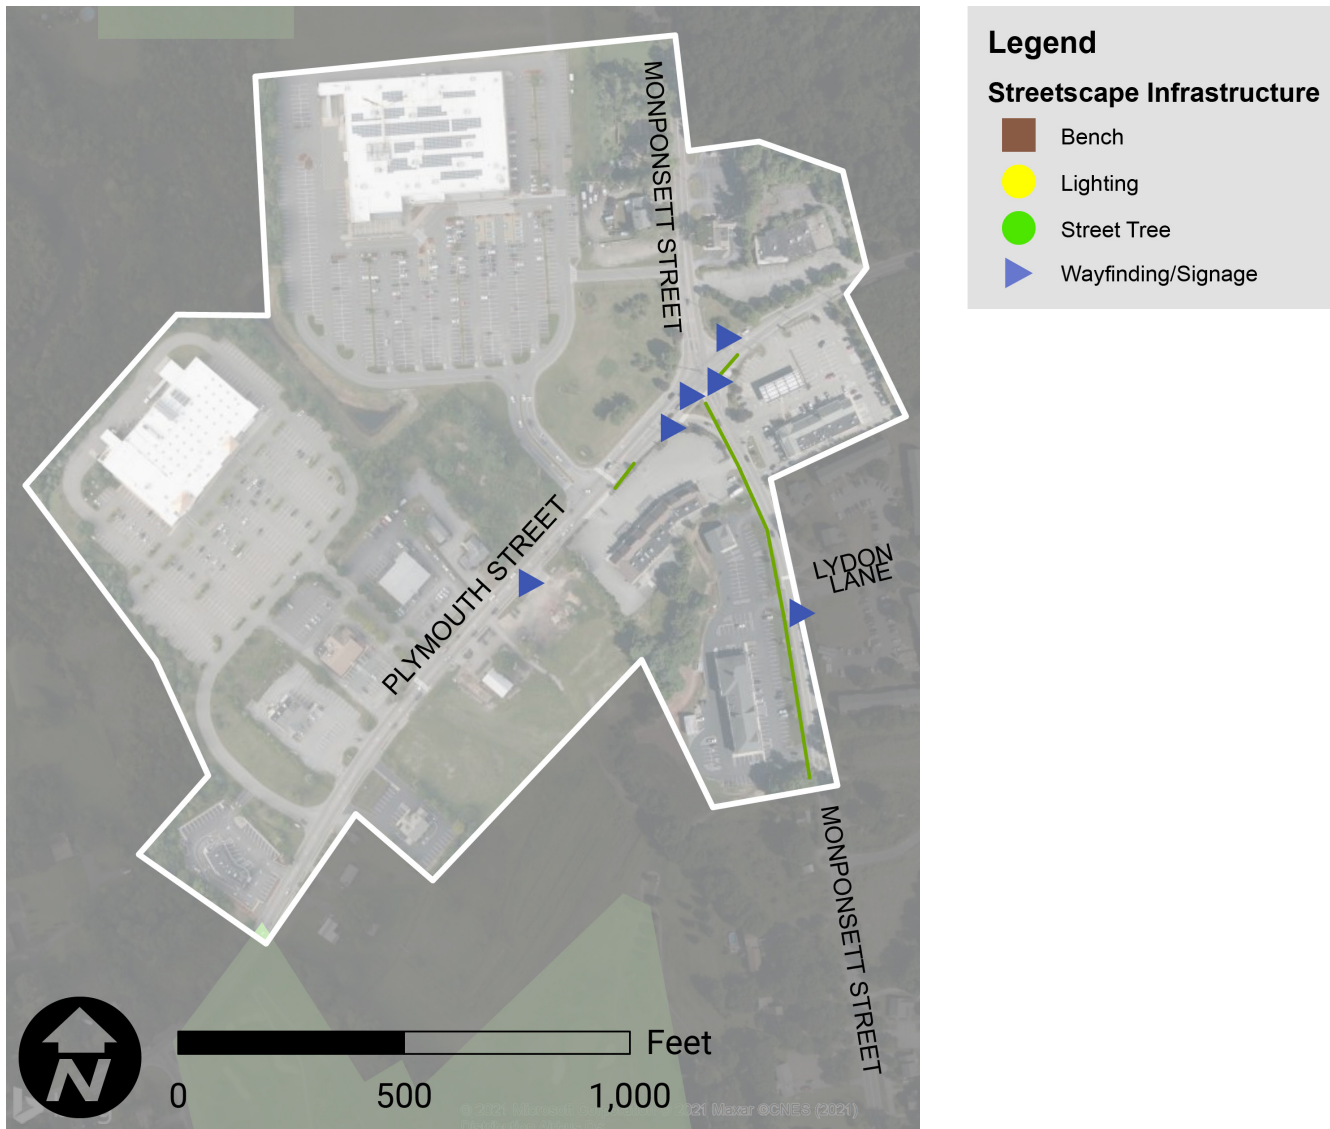 Legend
Streetscape Infrastructure
Bench
Lighting
Street Tree
Wayfinding/Signage
MONPONSETT STREET
PLYMOUTH STREET
LYDON
LANE
MONPONSETT STREET
N
Feet
0 500 1,000